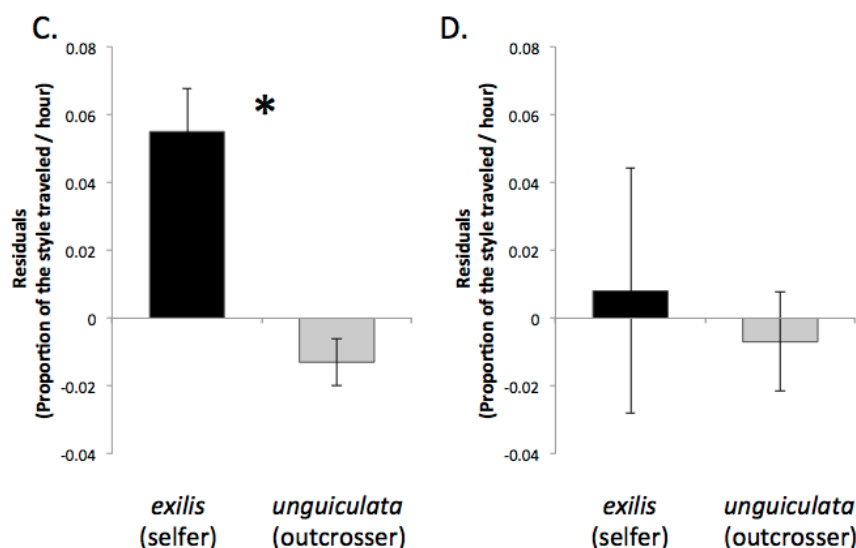 C.
Residuals
(Proportion of the style traveled / hour)
0.08
0.06
0.04
0.02
0
-0.02
-0.04
*
exilis
(selfer)
unguiculata
(outcrosser)
D.
Residuals
(Proportion of the style traveled / hour)
0.08
0.06
0.04
0.02
0
-0.02
-0.04
exilis
(selfer)
unguiculata
(outcrosser)